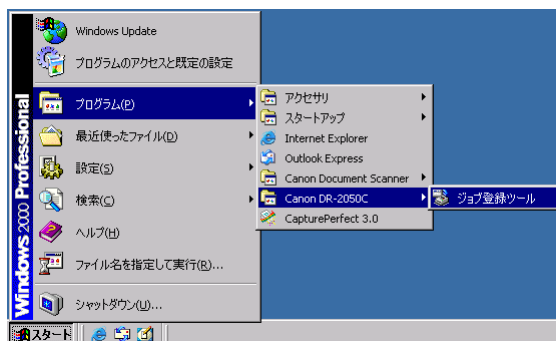 Windows 2000 Professional
Windows Update
プログラムのアクセスと既定の設定
プログラム(P)
最近使ったファイル(D)
設定(S)
検索(C)
ヘルプ(H)
ファイル名を指定して実行(R)...
シャットダウン(U)...
アクセサリ
スタートアップ
Internet Explorer
Outlook Express
Canon Document Scanner
Canon DR-2050C
CapturePerfect 3.0
ジョブ登録ツール
スタート